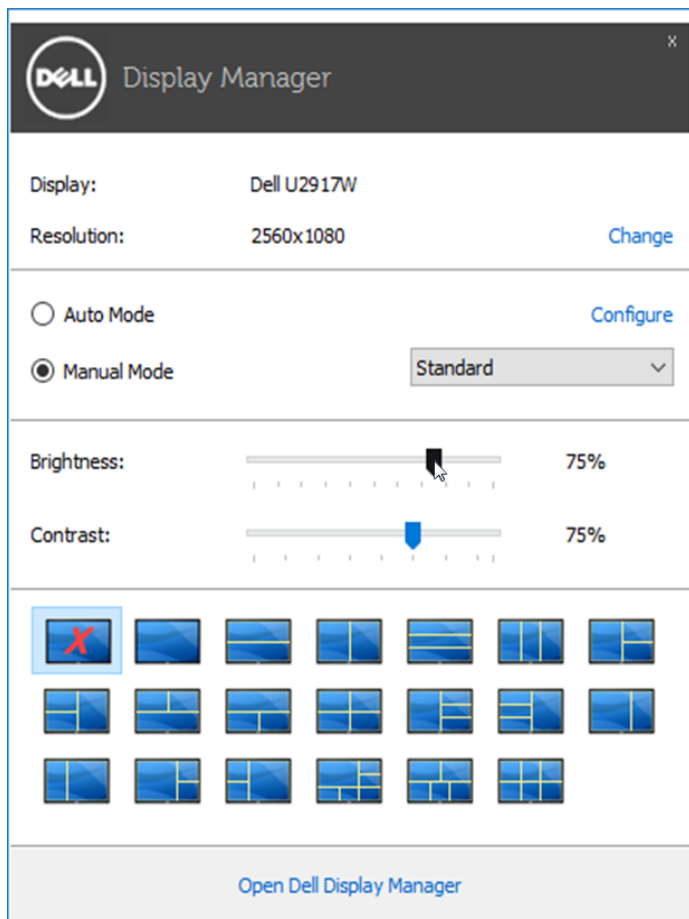 DELL Display Manager x
Display: Dell U2917W
Resolution: 2560x1080 Change
Auto Mode Configure
Manual Mode Standard
Brightness: 75%
Contrast: 75%
X
Open Dell Display Manager